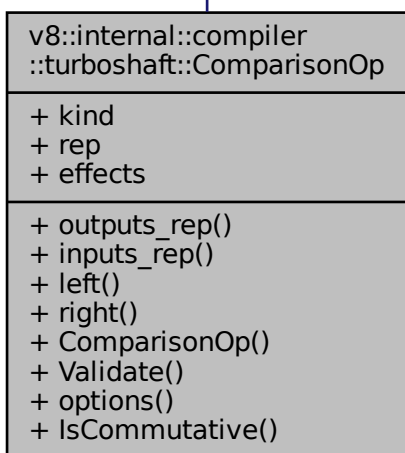 v8::internal::compiler
::turboshaft::ComparisonOp
+ kind
+ rep
+ effects
+ outputs_rep()
+ inputs_rep()
+ left()
+ right()
+ ComparisonOp()
+ Validate()
+ options()
+ IsCommutative()